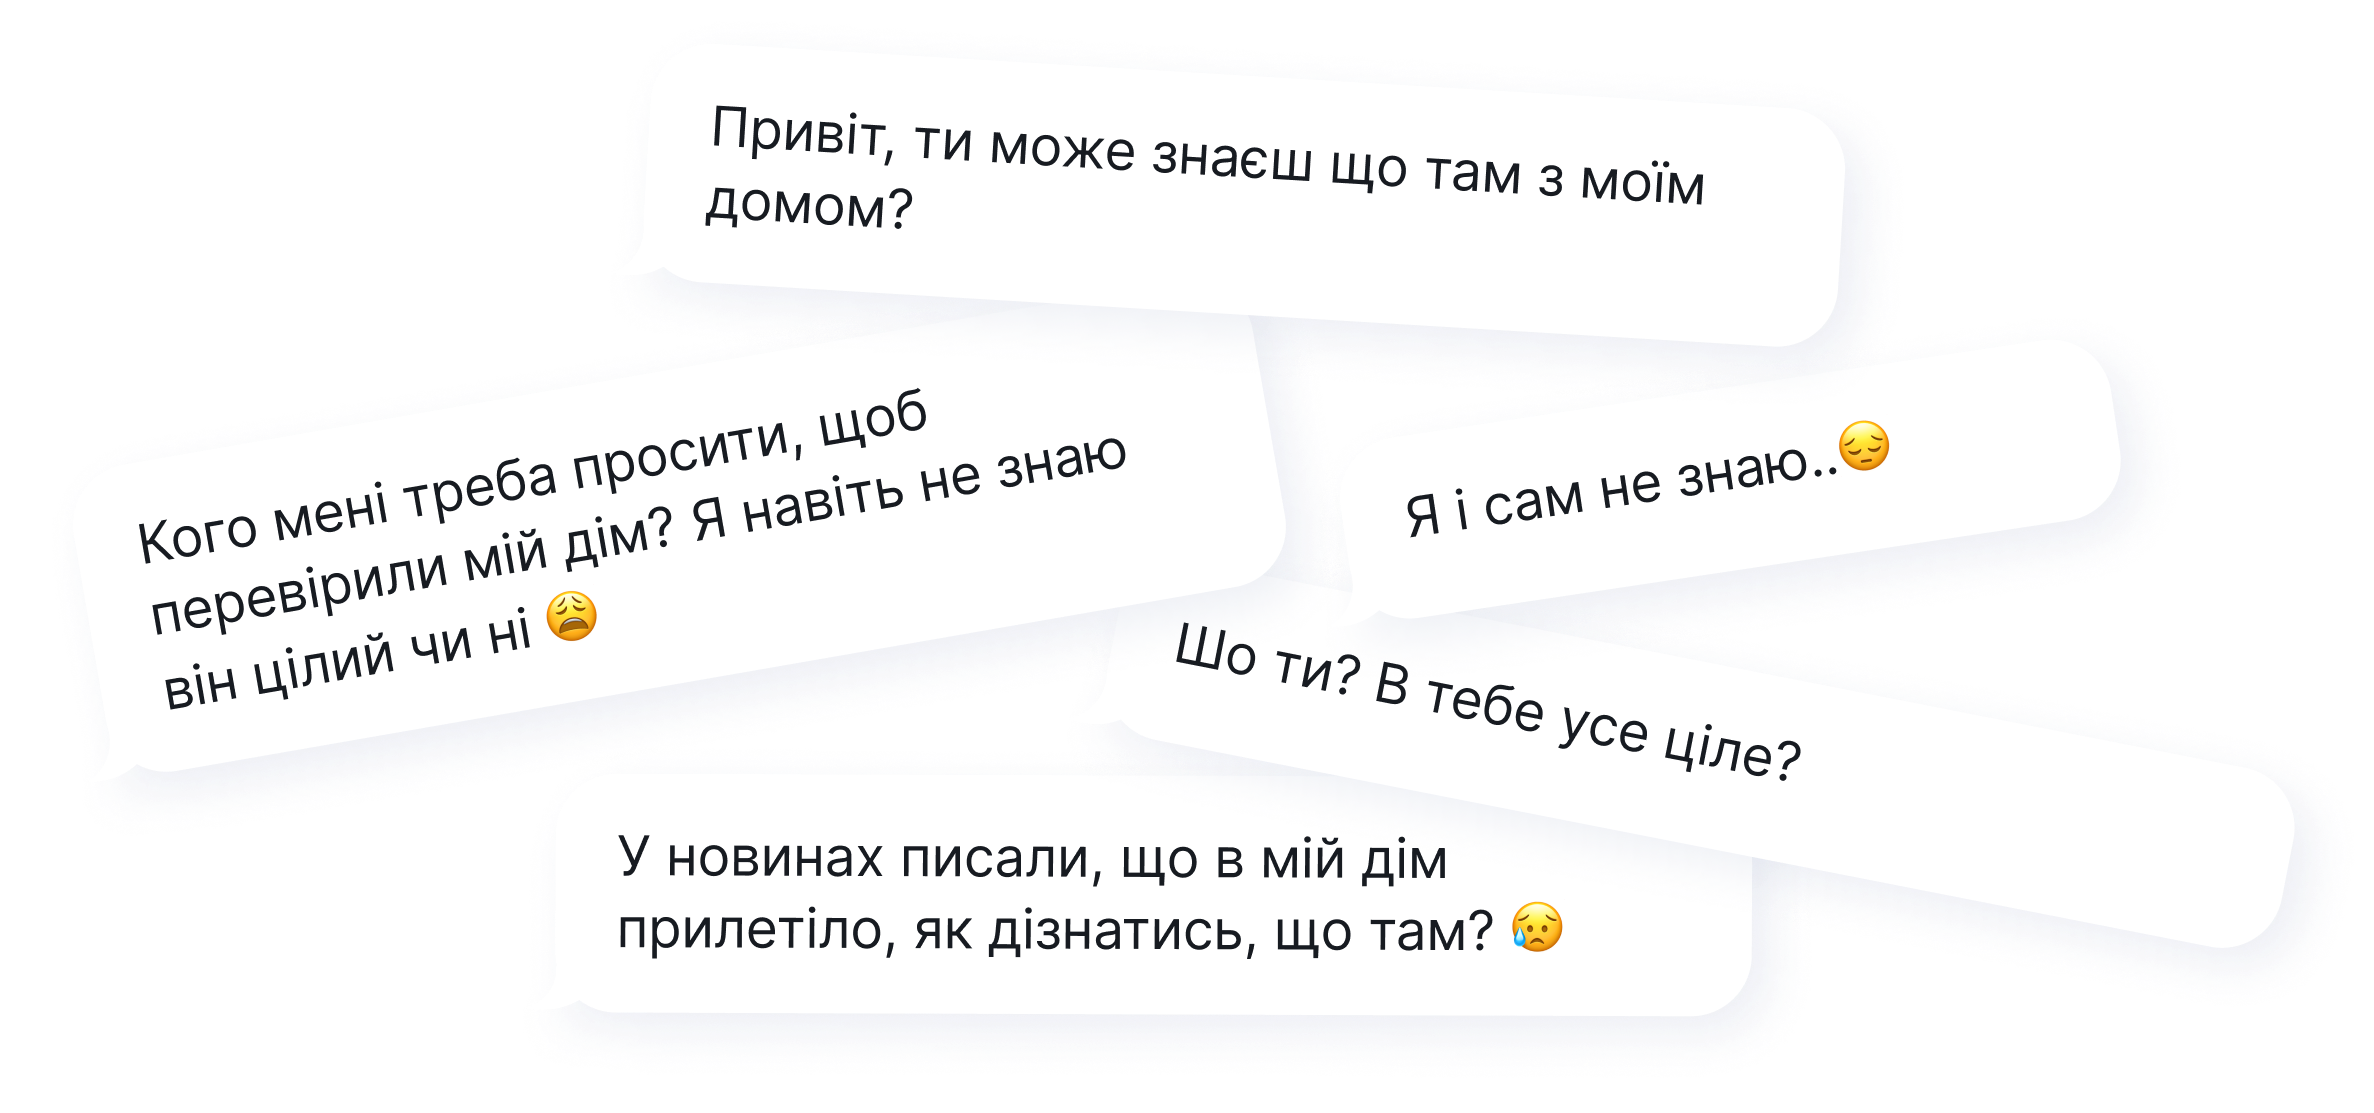 Привіт, ти може знаєш що там з моїм
домом?
Кого мені треба просити, щоб
перевірили мій дім? Я навіть не знаю
він цілий чи ні 😩
Я і сам не знаю..😔
Шо ти? В тебе усе ціле?
У новинах писали, що в мій дім
прилетіло, як дізнатись, що там? 😥